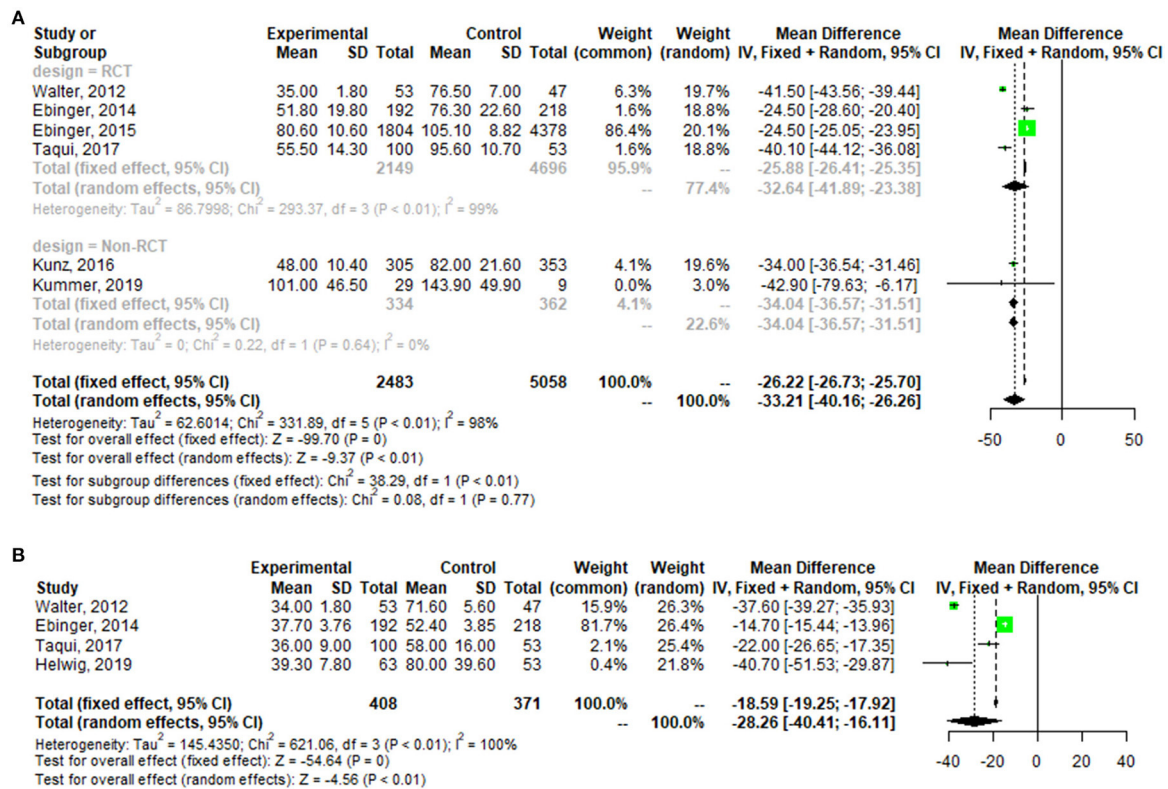 A
Study or Experimental Control Weight Weight Mean Difference Mean Difference
Subgroup Mean SD Total Mean SD Total (common) (random) IV, Fixed + Random, 95% CI IV, Fixed + Random, 95% CI
design = RCT
Walter, 2012 35.00 1.80 53 76.50 7.00 47 6.3% 19.7% -41.50 [-43.56; -39.44]
Ebinger, 2014 51.80 19.80 192 76.30 22.60 218 1.6% 18.8% -24.50 [-28.60; -20.40]
Ebinger, 2015 80.60 10.60 1804 105.10 8.82 4378 86.4% 20.1% -24.50 [-25.05; -23.95]
Taqui, 2017 55.50 14.30 100 95.60 10.70 53 1.6% 18.8% -40.10 [-44.12; -36.08]
Total (fixed effect, 95% CI) 2149 4696 95.9% -- -25.88 [-26.41; -25.35]
Total (random effects, 95% CI) -- 77.4% -32.64 [-41.89; -23.38]
Heterogeneity: Tau² = 86.7998; Chi² = 293.37, df = 3 (P < 0.01); I² = 99%
design = Non-RCT
Kunz, 2016 48.00 10.40 305 82.00 21.60 353 4.1% 19.6% -34.00 [-36.54; -31.46]
Kummer, 2019 101.00 46.50 29 143.90 49.90 9 0.0% 3.0% -42.90 [-79.63; -6.17]
Total (fixed effect, 95% CI) 334 362 4.1% -- -34.04 [-36.57; -31.51]
Total (random effects, 95% CI) -- 22.6% -34.04 [-36.57; -31.51]
Heterogeneity: Tau² = 0; Chi² = 0.22, df = 1 (P = 0.64); I² = 0%
Total (fixed effect, 95% CI) 2483 5058 100.0% -- -26.22 [-26.73; -25.70]
Total (random effects, 95% CI) -- 100.0% -33.21 [-40.16; -26.26]
Heterogeneity: Tau² = 62.6014; Chi² = 331.89, df = 5 (P < 0.01); I² = 98%
Test for overall effect (fixed effect): Z = -99.70 (P = 0)
Test for overall effect (random effects): Z = -9.37 (P < 0.01)
Test for subgroup differences (fixed effect): Chi² = 38.29, df = 1 (P < 0.01)
Test for subgroup differences (random effects): Chi² = 0.08, df = 1 (P = 0.77)
-50 0 50
B
Experimental Control Weight Weight Mean Difference Mean Difference
Study Mean SD Total Mean SD Total (common) (random) IV, Fixed + Random, 95% CI IV, Fixed + Random, 95% CI
Walter, 2012 34.00 1.80 53 71.60 5.60 47 15.9% 26.3% -37.60 [-39.27; -35.93]
Ebinger, 2014 37.70 3.76 192 52.40 3.85 218 81.7% 26.4% -14.70 [-15.44; -13.96]
Taqui, 2017 36.00 9.00 100 58.00 16.00 53 2.1% 25.4% -22.00 [-26.65; -17.35]
Helwig, 2019 39.30 7.80 63 80.00 39.60 53 0.4% 21.8% -40.70 [-51.53; -29.87]
Total (fixed effect, 95% CI) 408 371 100.0% -- -18.59 [-19.25; -17.92]
Total (random effects, 95% CI) -- 100.0% -28.26 [-40.41; -16.11]
Heterogeneity: Tau² = 145.4350; Chi² = 621.06, df = 3 (P < 0.01); I² = 100%
Test for overall effect (fixed effect): Z = -54.64 (P = 0)
Test for overall effect (random effects): Z = -4.56 (P < 0.01)
-40 -20 0 20 40